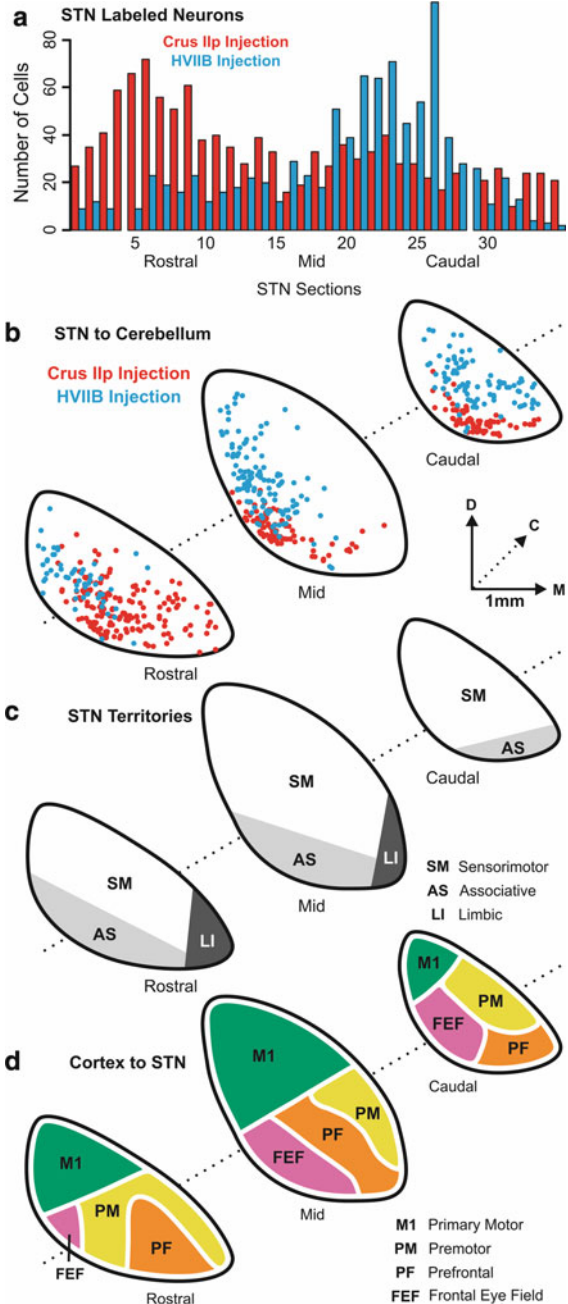 a STN Labeled Neurons
Crus IIp Injection
HVIIB Injection
Number of Cells
80
60
40
20
0
5 10 15 20 25 30
Rostral Mid Caudal
STN Sections
b STN to Cerebellum
Crus IIp Injection
HVIIB Injection
Caudal
D
C
M
1mm
Mid
Rostral
c STN Territories
SM
AS
Caudal
SM
AS
LI
Mid
SM
AS
LI
Rostral
SM Sensorimotor
AS Associative
LI Limbic
d Cortex to STN
M1
PM
FEF
PF
Caudal
M1
PM
PF
FEF
Mid
M1
PM
PF
FEF
Rostral
M1 Primary Motor
PM Premotor
PF Prefrontal
FEF Frontal Eye Field